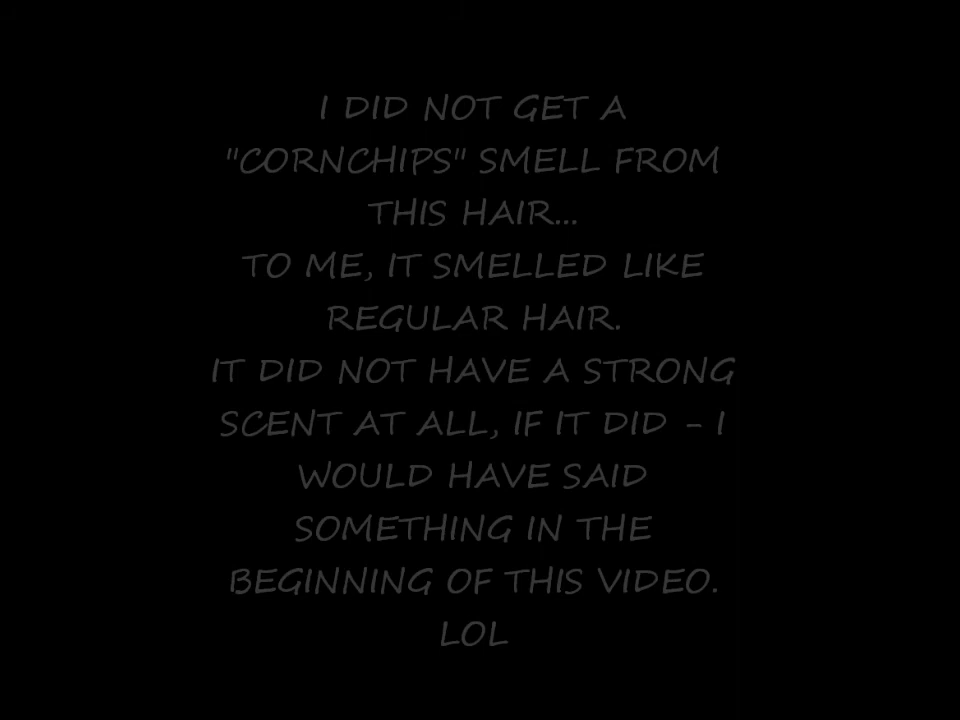 I DID NOT GET A
"CORNCHIPS" SMELL FROM
THIS HAIR...
TO ME, IT SMELLED LIKE
REGULAR HAIR.
IT DID NOT HAVE A STRONG
SCENT AT ALL, IF IT DID - I
WOULD HAVE SAID
SOMETHING IN THE
BEGINNING OF THIS VIDEO.
LOL